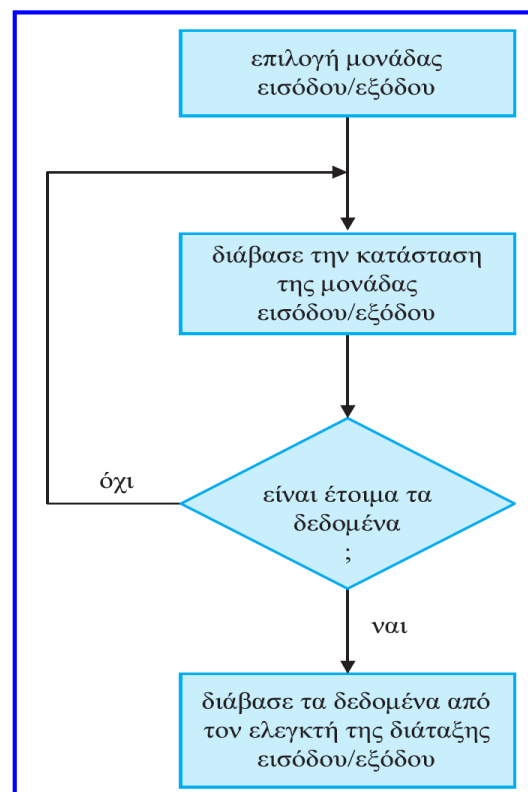 επιλογή μονάδας
εισόδου/εξόδου
διάβασε την κατάσταση
της μονάδας
εισόδου/εξόδου
όχι
είναι έτοιμα τα
δεδομένα
;
ναι
διάβασε τα δεδομένα από
τον ελεγκτή της διάταξης
εισόδου/εξόδου